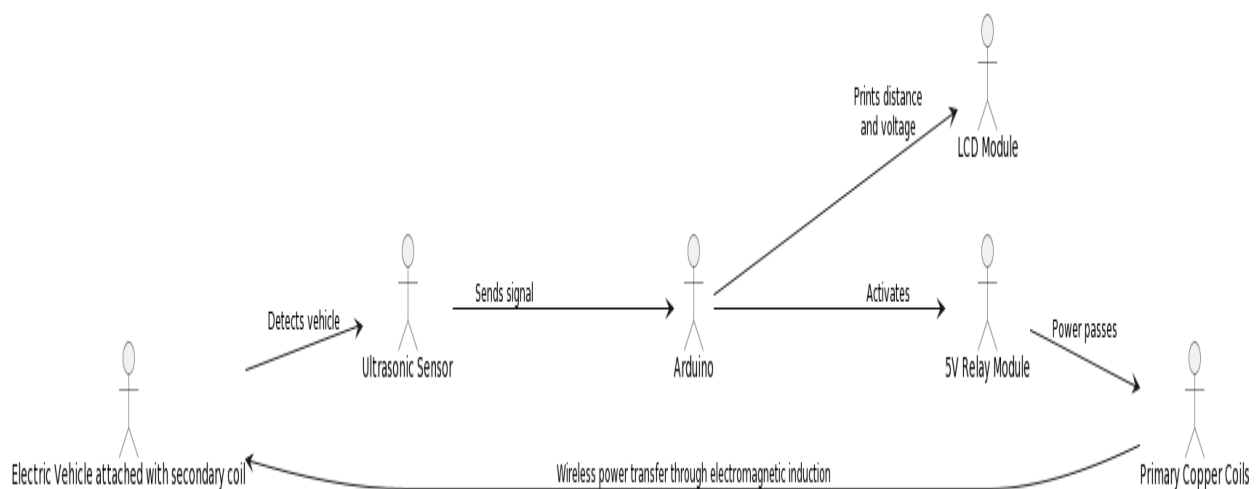 Prints distance
and voltage
LCD Module
Detects vehicle
Sends signal
Activates
Power passes
Ultrasonic Sensor
Arduino
5V Relay Module
Electric Vehicle attached with secondary coil
Wireless power transfer through electromagnetic induction
Primary Copper Coils